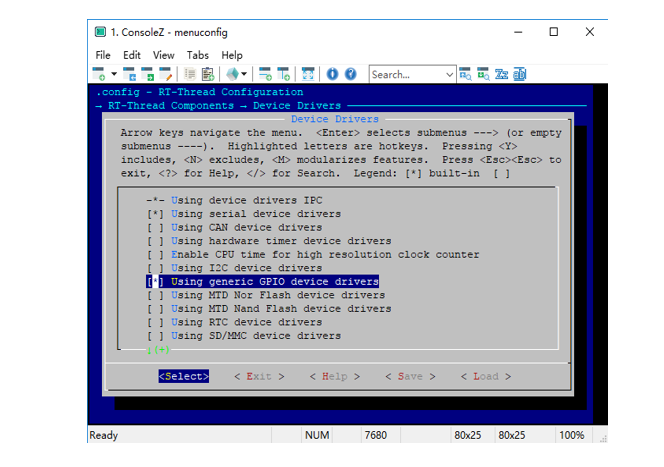 1. ConsoleZ - menuconfig
File Edit View Tabs Help
Search...
.config - RT-Thread Configuration
→ RT-Thread Components → Device Drivers
Device Drivers
Arrow keys navigate the menu. <Enter> selects submenus ---> (or empty
submenus ----). Highlighted letters are hotkeys. Pressing <Y>
includes, <N> excludes, <M> modularizes features. Press <Esc><Esc> to
exit, <?> for Help, </> for Search. Legend: [*] built-in [ ]
-*- Using device drivers IPC
[*] Using serial device drivers
[ ] Using CAN device drivers
[ ] Using hardware timer device drivers
[ ] Enable CPU time for high resolution clock counter
[ ] Using I2C device drivers
[*] Using generic GPIO device drivers
[ ] Using MTD Nor Flash device drivers
[ ] Using MTD Nand Flash device drivers
[ ] Using RTC device drivers
[ ] Using SD/MMC device drivers
↓(+)
<Select> < Exit > < Help > < Save > < Load >
Ready NUM 7680 80x25 80x25 100%